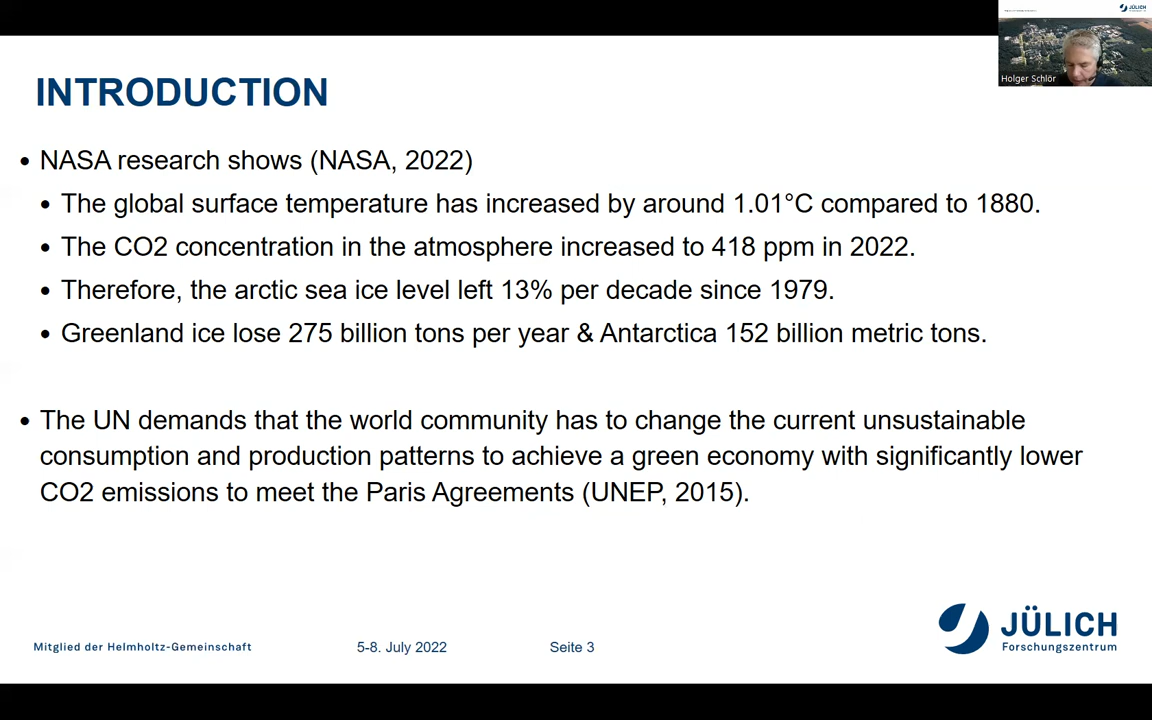 JÜLICH
Holger Schlör
INTRODUCTION
• NASA research shows (NASA, 2022)
• The global surface temperature has increased by around 1.01°C compared to 1880.
• The CO2 concentration in the atmosphere increased to 418 ppm in 2022.
• Therefore, the arctic sea ice level left 13% per decade since 1979.
• Greenland ice lose 275 billion tons per year & Antarctica 152 billion metric tons.
• The UN demands that the world community has to change the current unsustainable
consumption and production patterns to achieve a green economy with significantly lower
CO2 emissions to meet the Paris Agreements (UNEP, 2015).
Mitglied der Helmholtz-Gemeinschaft
5-8. July 2022
Seite 3
JÜLICH
Forschungszentrum